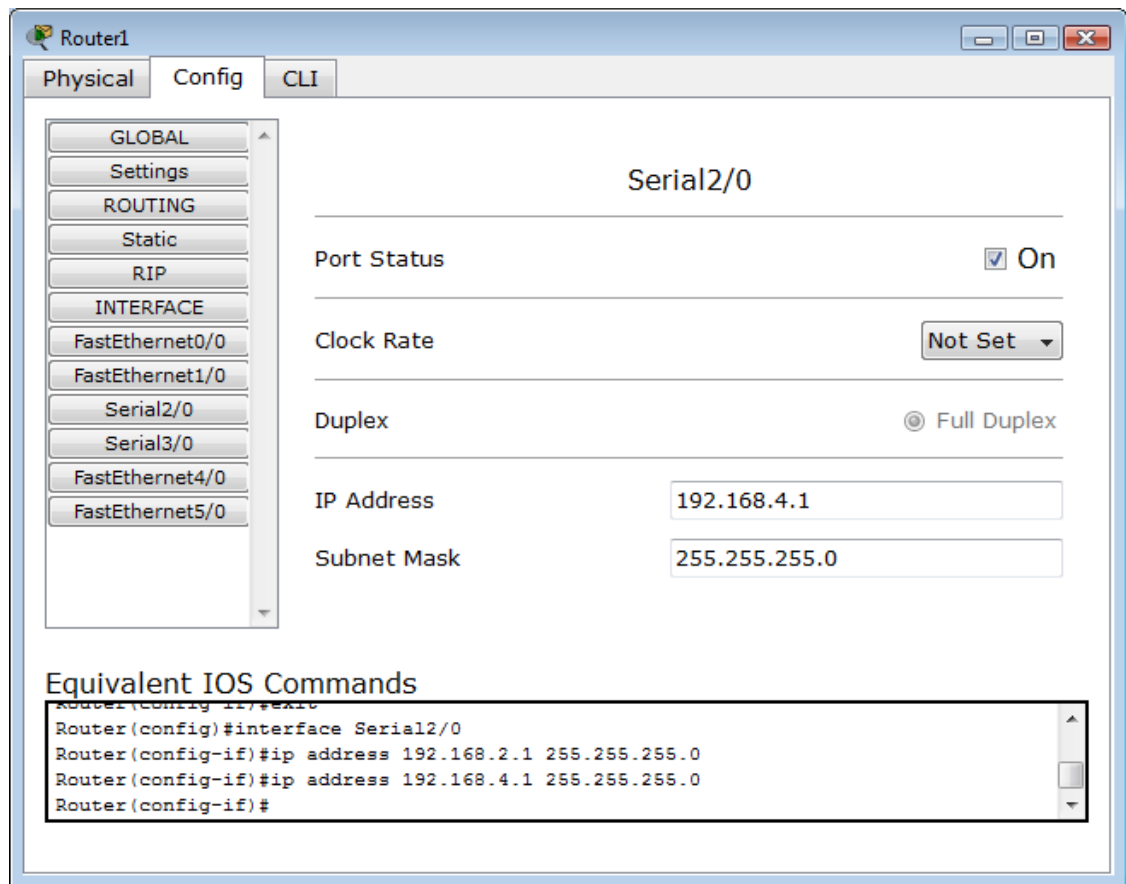 Router1
Physical Config CLI
GLOBAL
Settings
ROUTING
Static
RIP
INTERFACE
FastEthernet0/0
FastEthernet1/0
Serial2/0
Serial3/0
FastEthernet4/0
FastEthernet5/0
Serial2/0
Port Status On
Clock Rate Not Set
Duplex Full Duplex
IP Address 192.168.4.1
Subnet Mask 255.255.255.0
Equivalent IOS Commands
Router(config-if)#exit
Router(config)#interface Serial2/0
Router(config-if)#ip address 192.168.2.1 255.255.255.0
Router(config-if)#ip address 192.168.4.1 255.255.255.0
Router(config-if)#